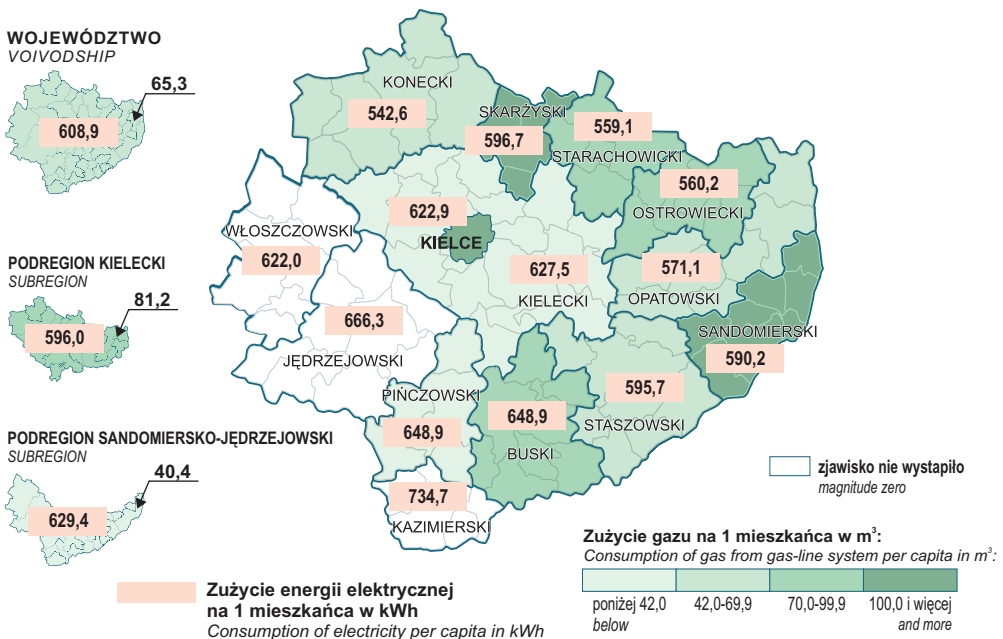 WOJEWÓDZTWO
VOIVODSHIP
65,3
608,9
PODREGION KIELECKI
SUBREGION
81,2
596,0
PODREGION SANDOMIERSKO-JĘDRZEJOWSKI
SUBREGION
40,4
629,4
KONECKI
542,6
SKARŻYSKI
596,7
559,1
STARACHOWICKI
560,2
OSTROWIECKI
622,9
KIELCE
WŁOSZCZOWSKI
622,0
627,5
KIELECKI
571,1
OPATOWSKI
666,3
JĘDRZEJOWSKI
SANDOMIERSKI
590,2
PIŃCZOWSKI
648,9
648,9
BUSKI
595,7
STASZOWSKI
734,7
KAZIMIERSKI
zjawisko nie wystapiło
magnitude zero
Zużycie gazu na 1 mieszkańca w m³:
Consumption of gas from gas-line system per capita in m³:
poniżej 42,0 42,0-69,9 70,0-99,9 100,0 i więcej
below and more
Zużycie energii elektrycznej
na 1 mieszkańca w kWh
Consumption of electricity per capita in kWh